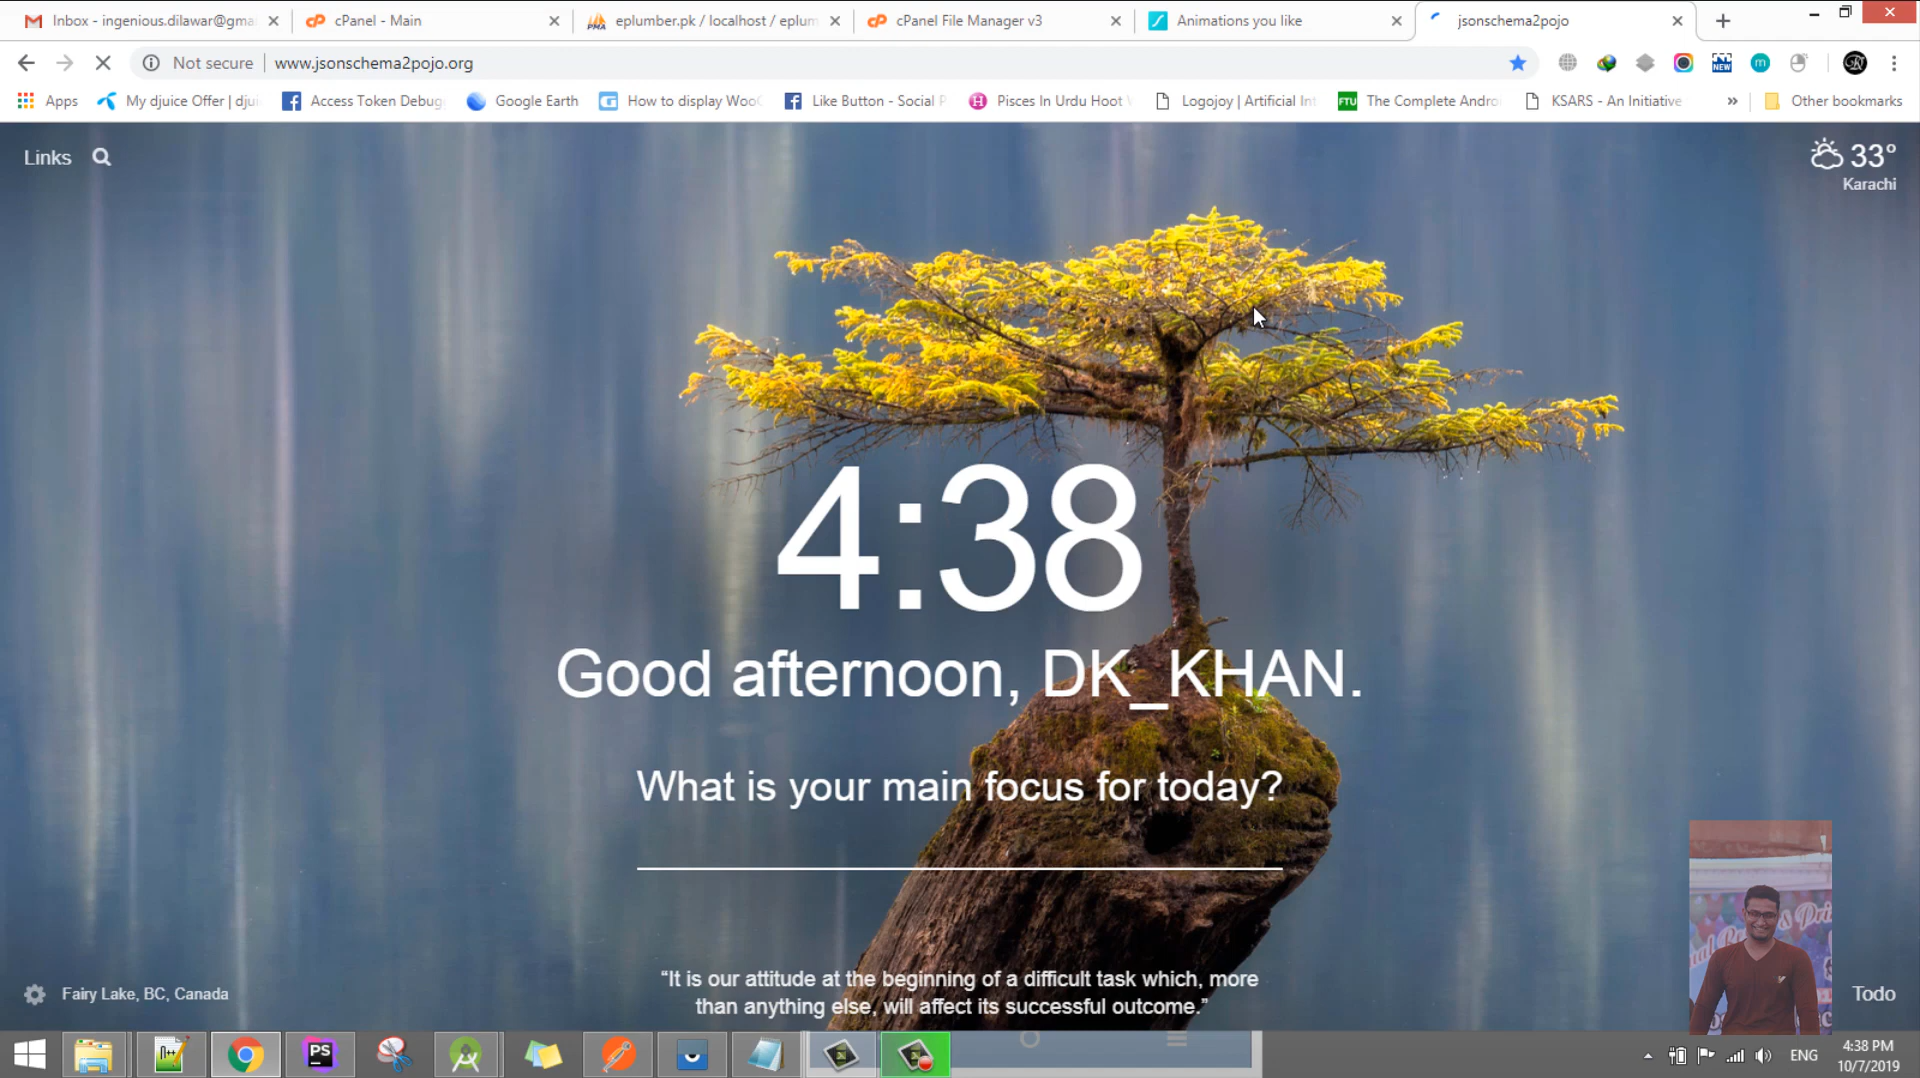 Inbox - ingenious.dilawar@gma
cPanel - Main
eplumber.pk / localhost / eplum
cPanel File Manager v3
Animations you like
jsonschema2pojo
Not secure
www.jsonschema2pojo.org
NEW
m
Apps
My djuice Offer | djui
Access Token Debug
Google Earth
How to display Woo
Like Button - Social P
Pisces In Urdu Hoot
Logojoy | Artificial Int
FTU
The Complete Andro
KSARS - An Initiative
Other bookmarks
Links
33°
Karachi
4:38
Good afternoon, DK_KHAN.
What is your main focus for today?
“It is our attitude at the beginning of a difficult task which, more
than anything else, will affect its successful outcome.”
Fairy Lake, BC, Canada
Todo
PS
ENG
4:38 PM
10/7/2019